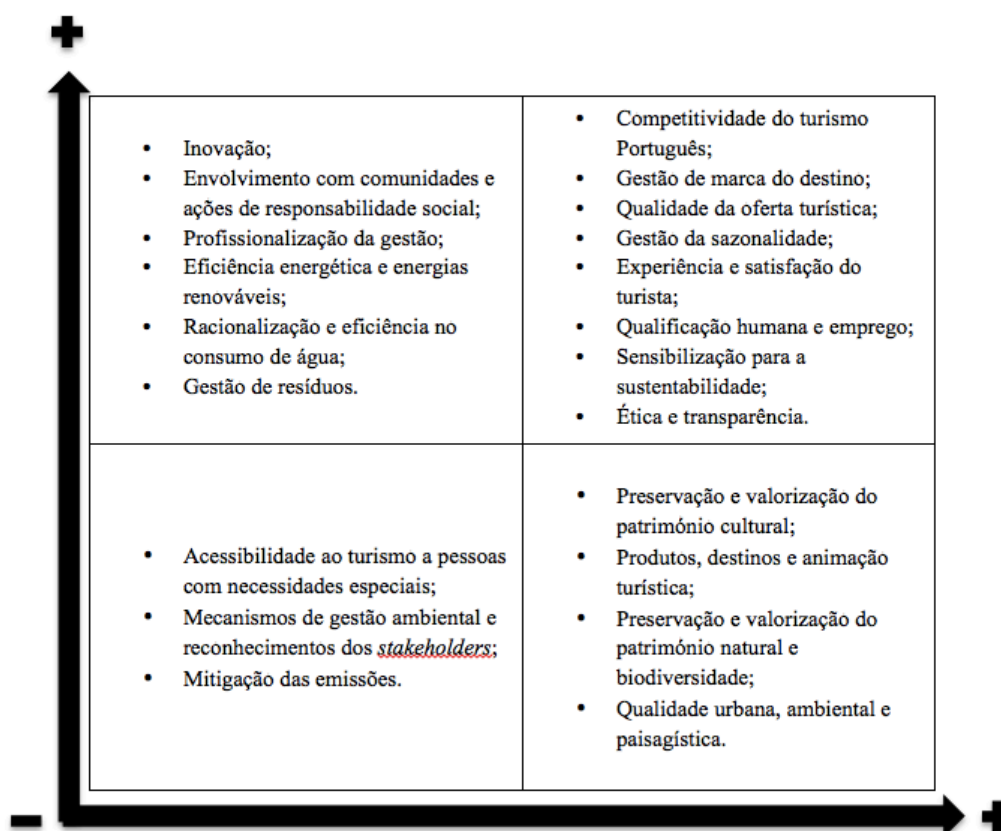 • Inovação;
• Envolvimento com comunidades e
ações de responsabilidade social;
• Profissionalização da gestão;
• Eficiência energética e energias
renováveis;
• Racionalização e eficiência no
consumo de água;
• Gestão de resíduos.
• Competitividade do turismo
Português;
• Gestão de marca do destino;
• Qualidade da oferta turística;
• Gestão da sazonalidade;
• Experiência e satisfação do
turista;
• Qualificação humana e emprego;
• Sensibilização para a
sustentabilidade;
• Ética e transparência.
• Acessibilidade ao turismo a pessoas
com necessidades especiais;
• Mecanismos de gestão ambiental e
reconhecimentos dos stakeholders;
• Mitigação das emissões.
• Preservação e valorização do
património cultural;
• Produtos, destinos e animação
turística;
• Preservação e valorização do
património natural e
biodiversidade;
• Qualidade urbana, ambiental e
paisagística.